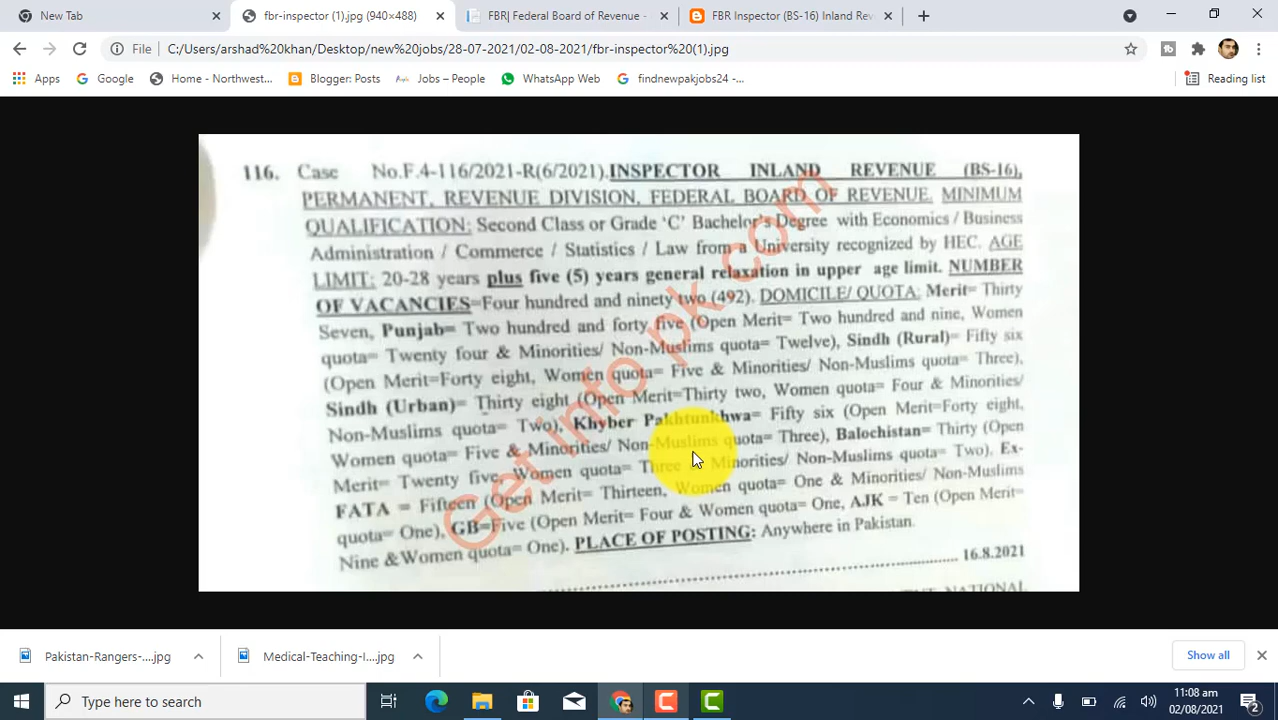 New Tab
fbr-inspector (1).jpg (940×488)
FBR| Federal Board of Revenue -
FBR Inspector (BS-16) Inland Rev
File
C:/Users/arshad%20khan/Desktop/new%20jobs/28-07-2021/02-08-2021/fbr-inspector%20(1).jpg
Apps
Google
Home - Northwest...
Blogger: Posts
Jobs – People
WhatsApp Web
findnewpakjobs24 -...
Reading list
116. Case No.F.4-116/2021-R(6/2021).INSPECTOR INLAND REVENUE (BS-16),
PERMANENT, REVENUE DIVISION, FEDERAL BOARD OF REVENUE. MINIMUM
QUALIFICATION: Second Class or Grade 'C' Bachelor's Degree with Economics / Business
Administration / Commerce / Statistics / Law from a University recognized by HEC. AGE
LIMIT: 20-28 years plus five (5) years general relaxation in upper age limit. NUMBER
OF VACANCIES=Four hundred and ninety two (492). DOMICILE/ QUOTA: Merit= Thirty
Seven, Punjab= Two hundred and forty five (Open Merit= Two hundred and nine, Women
quota= Twenty four & Minorities/ Non-Muslims quota= Twelve), Sindh (Rural)= Fifty six
(Open Merit=Forty eight, Women quota= Five & Minorities/ Non-Muslims quota= Three),
Sindh (Urban)= Thirty eight (Open Merit=Thirty two, Women quota= Four & Minorities/
Non-Muslims quota= Two), Khyber Pakhtunkhwa= Fifty six (Open Merit=Forty eight,
Women quota= Five & Minorities/ Non-Muslims quota= Three), Balochistan= Thirty (Open
Merit= Twenty five, Women quota= Three & Minorities/ Non-Muslims quota= Two). Ex-
FATA = Fifteen (Open Merit= Thirteen, Women quota= One & Minorities/ Non-Muslims
quota= One), GB=Five (Open Merit= Four & Women quota= One, AJK = Ten (Open Merit=
Nine &Women quota= One). PLACE OF POSTING: Anywhere in Pakistan.
16.8.2021
NATIONAL
Get info pk.com
Pakistan-Rangers-....jpg
Medical-Teaching-I....jpg
Show all
Type here to search
11:08 am
02/08/2021
2